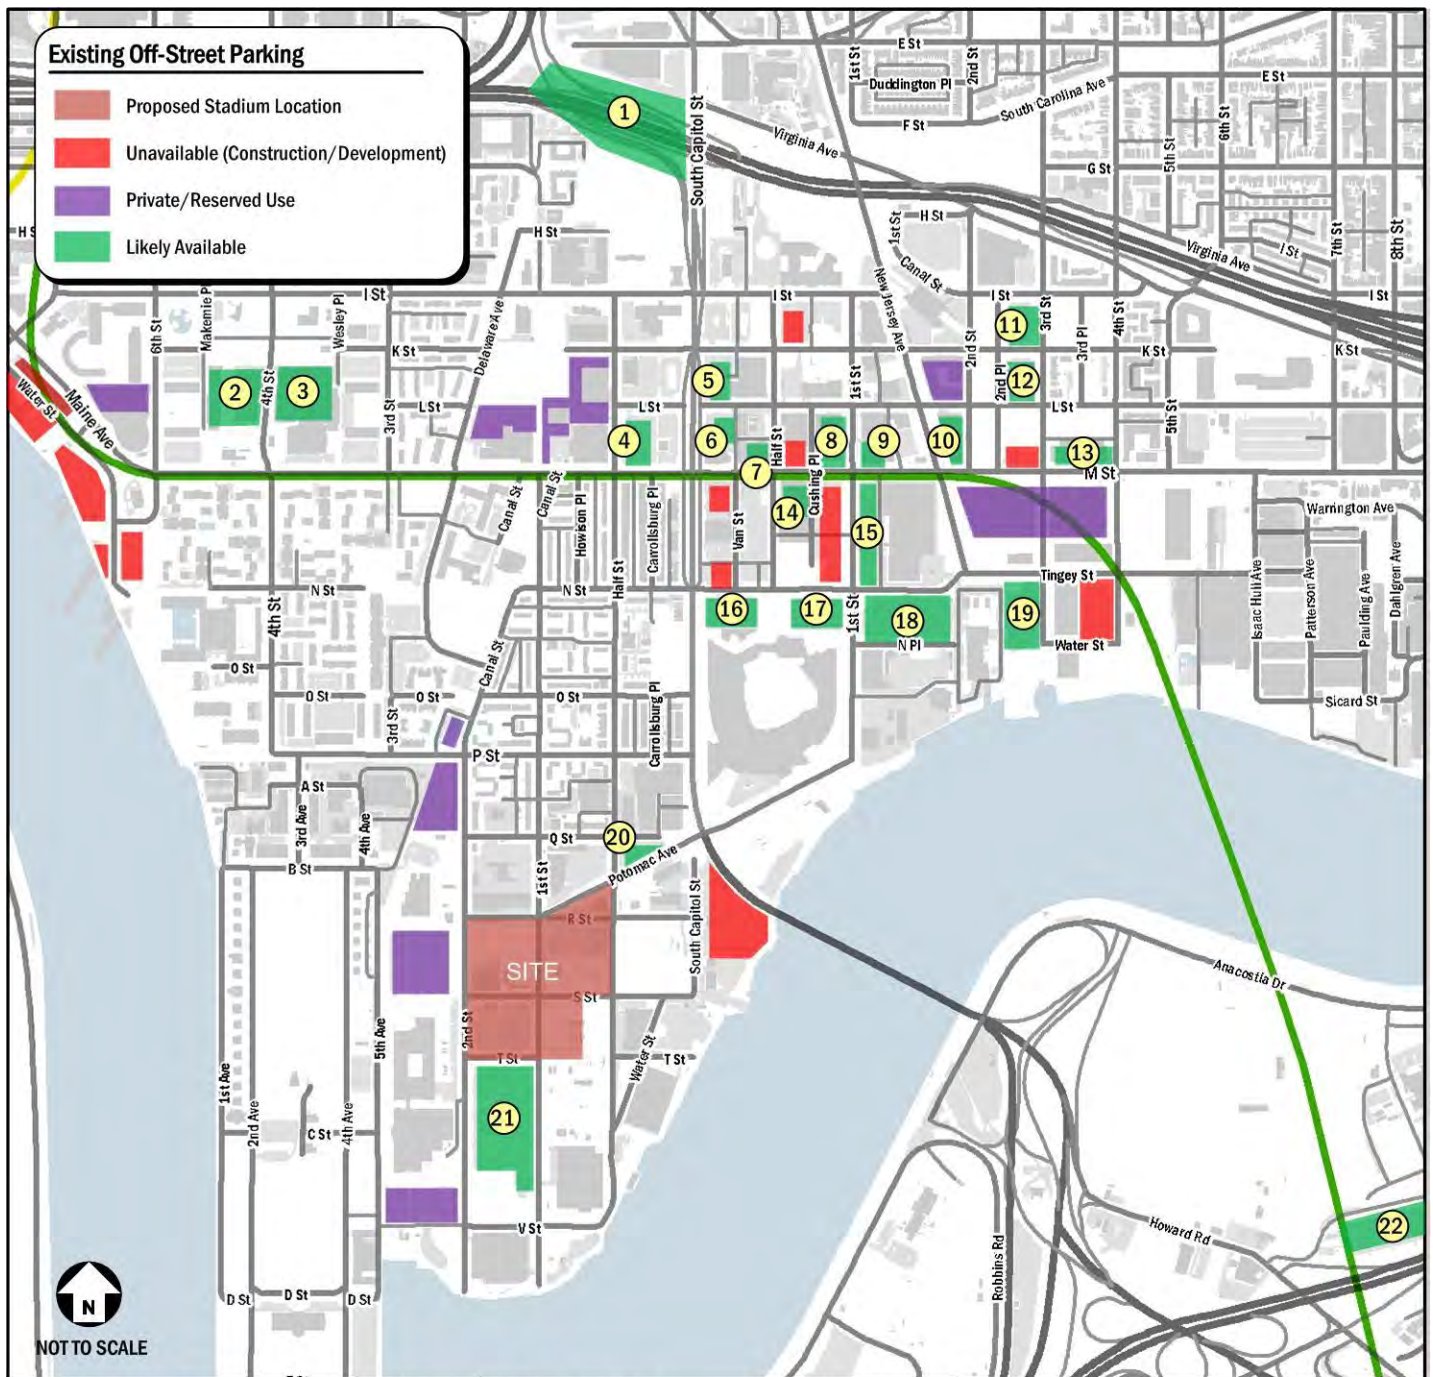 Existing Off-Street Parking
Proposed Stadium Location
Unavailable (Construction/Development)
Private/Reserved Use
Likely Available
E St
1st St
2nd St
Duddington Pl
E St
South Carolina Ave
F St
6th St
1
South Capitol St
Virginia Ave
G St
5th St
H St
H St
1st St
Canal St
Virginia Ave
I St
7th St
8th St
I St
I St
I St
I St
6th St
Makemie Pl
Wesley Pl
Delaware Ave
New Jersey Ave
11
3rd St
4th St
3rd Pl
K St
K St
K St
2nd St
2
4th St
3
5
1st St
2nd Pl
12
Water St
Maine Ave
3rd St
L St
L St
L St
4
6
7
Half St
8
9
10
13
5th St
M St
Canal St
Canal St
Howison Pl
Half St
Carrollsburg Pl
Van St
14
Cushing Pl
15
Warrington Ave
Isaac Hull Ave
Patterson Ave
Paulding Ave
Dahlgren Ave
Tingey St
N St
N St
4th St
16
17
1st St
18
N Pl
19
Water St
O St
O St
O St
O St
3rd St
Canal St
Carrollsburg Pl
Sicard St
P St
A St
3rd Ave
4th Ave
B St
Q St
20
Potomac Ave
1st St
R St
SITE
S St
South Capitol St
Anacostia Dr
2nd St
T St
T St
Water St
1st Ave
2nd Ave
4th Ave
5th Ave
C St
21
V St
Robbins Rd
Howard Rd
22
D St
D St
D St
N
NOT TO SCALE